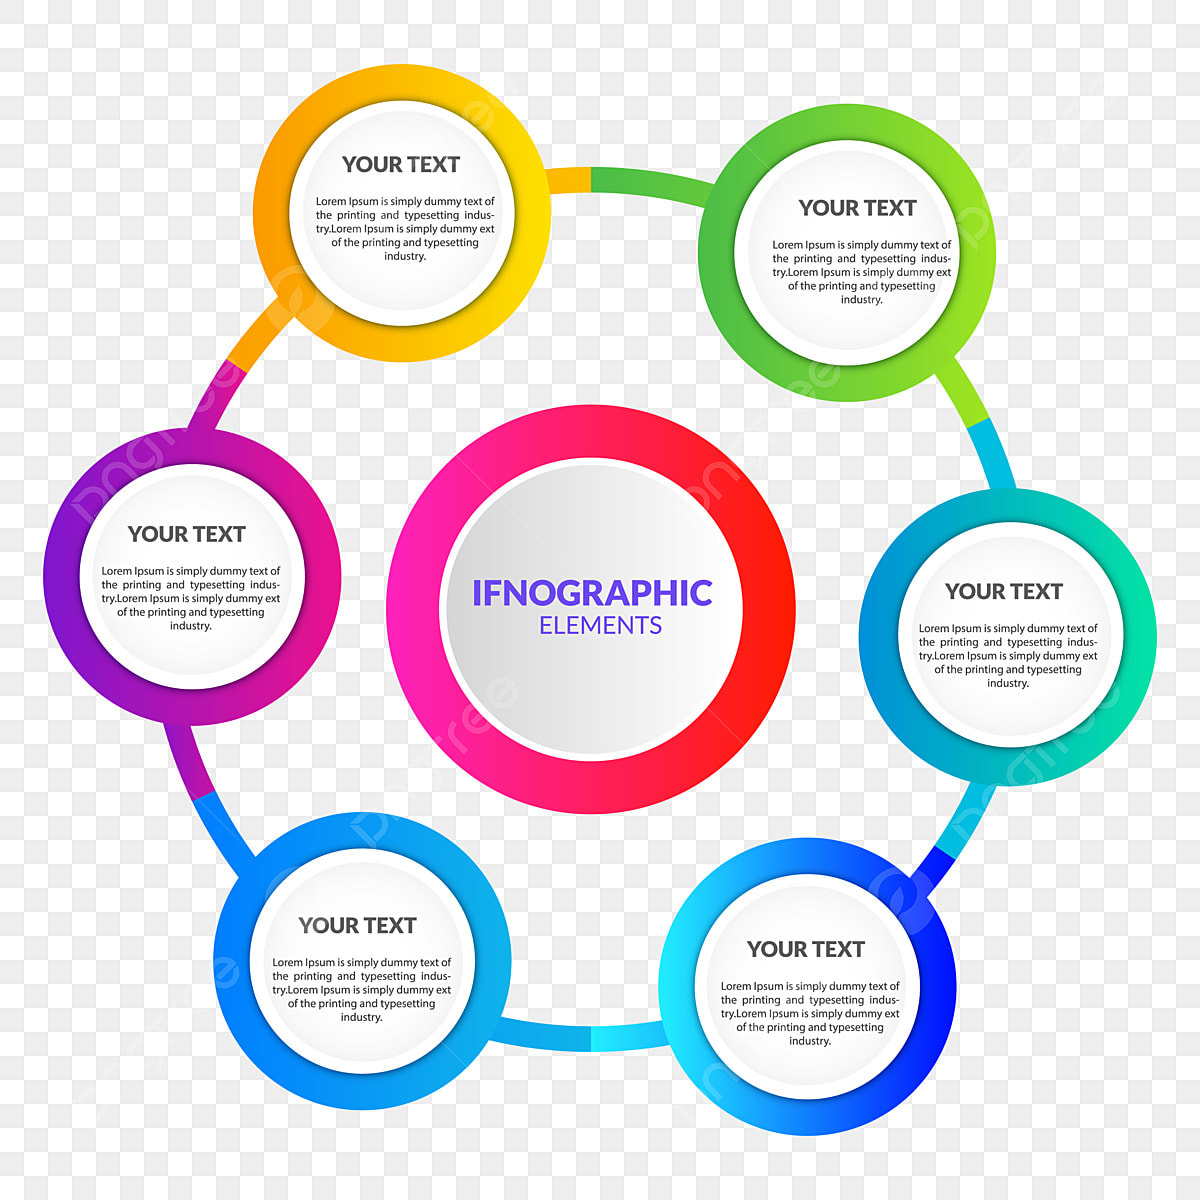 YOUR TEXT
Lorem Ipsum is simply dummy text of
the printing and typesetting indus-
try.Lorem Ipsum is simply dummy text
of the printing and typesetting
industry.
YOUR TEXT
Lorem Ipsum is simply dummy text of
the printing and typesetting indus-
try.Lorem Ipsum is simply dummy text
of the printing and typesetting
industry.
YOUR TEXT
Lorem Ipsum is simply dummy text of
the printing and typesetting indus-
try.Lorem Ipsum is simply dummy text
of the printing and typesetting
industry.
IFNOGRAPHIC
ELEMENTS
YOUR TEXT
Lorem Ipsum is simply dummy text of
the printing and typesetting indus-
try.Lorem Ipsum is simply dummy text
of the printing and typesetting
industry.
YOUR TEXT
Lorem Ipsum is simply dummy text of
the printing and typesetting indus-
try.Lorem Ipsum is simply dummy text
of the printing and typesetting
industry.
YOUR TEXT
Lorem Ipsum is simply dummy text of
the printing and typesetting indus-
try.Lorem Ipsum is simply dummy text
of the printing and typesetting
industry.